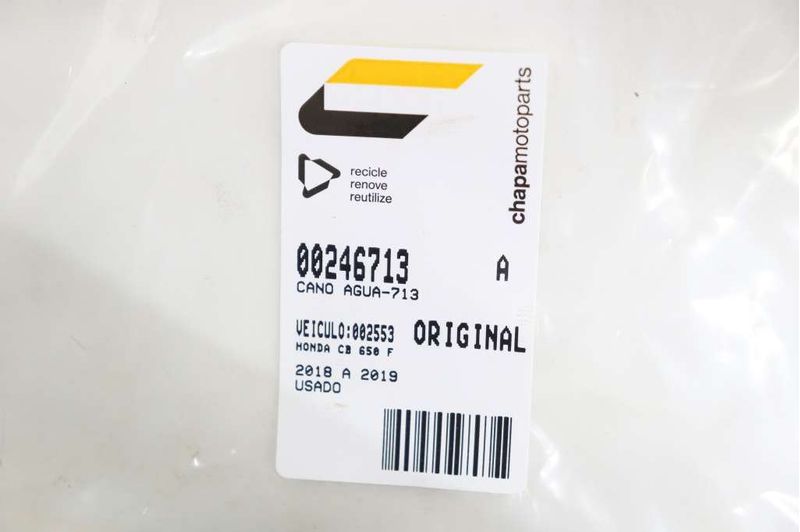 chapamotoparts
recicle
renove
reutilize
00246713 A
CANO AGUA-713
VEICULO:002553 ORIGINAL
HONDA CB 650 F
2018 A 2019
USADO